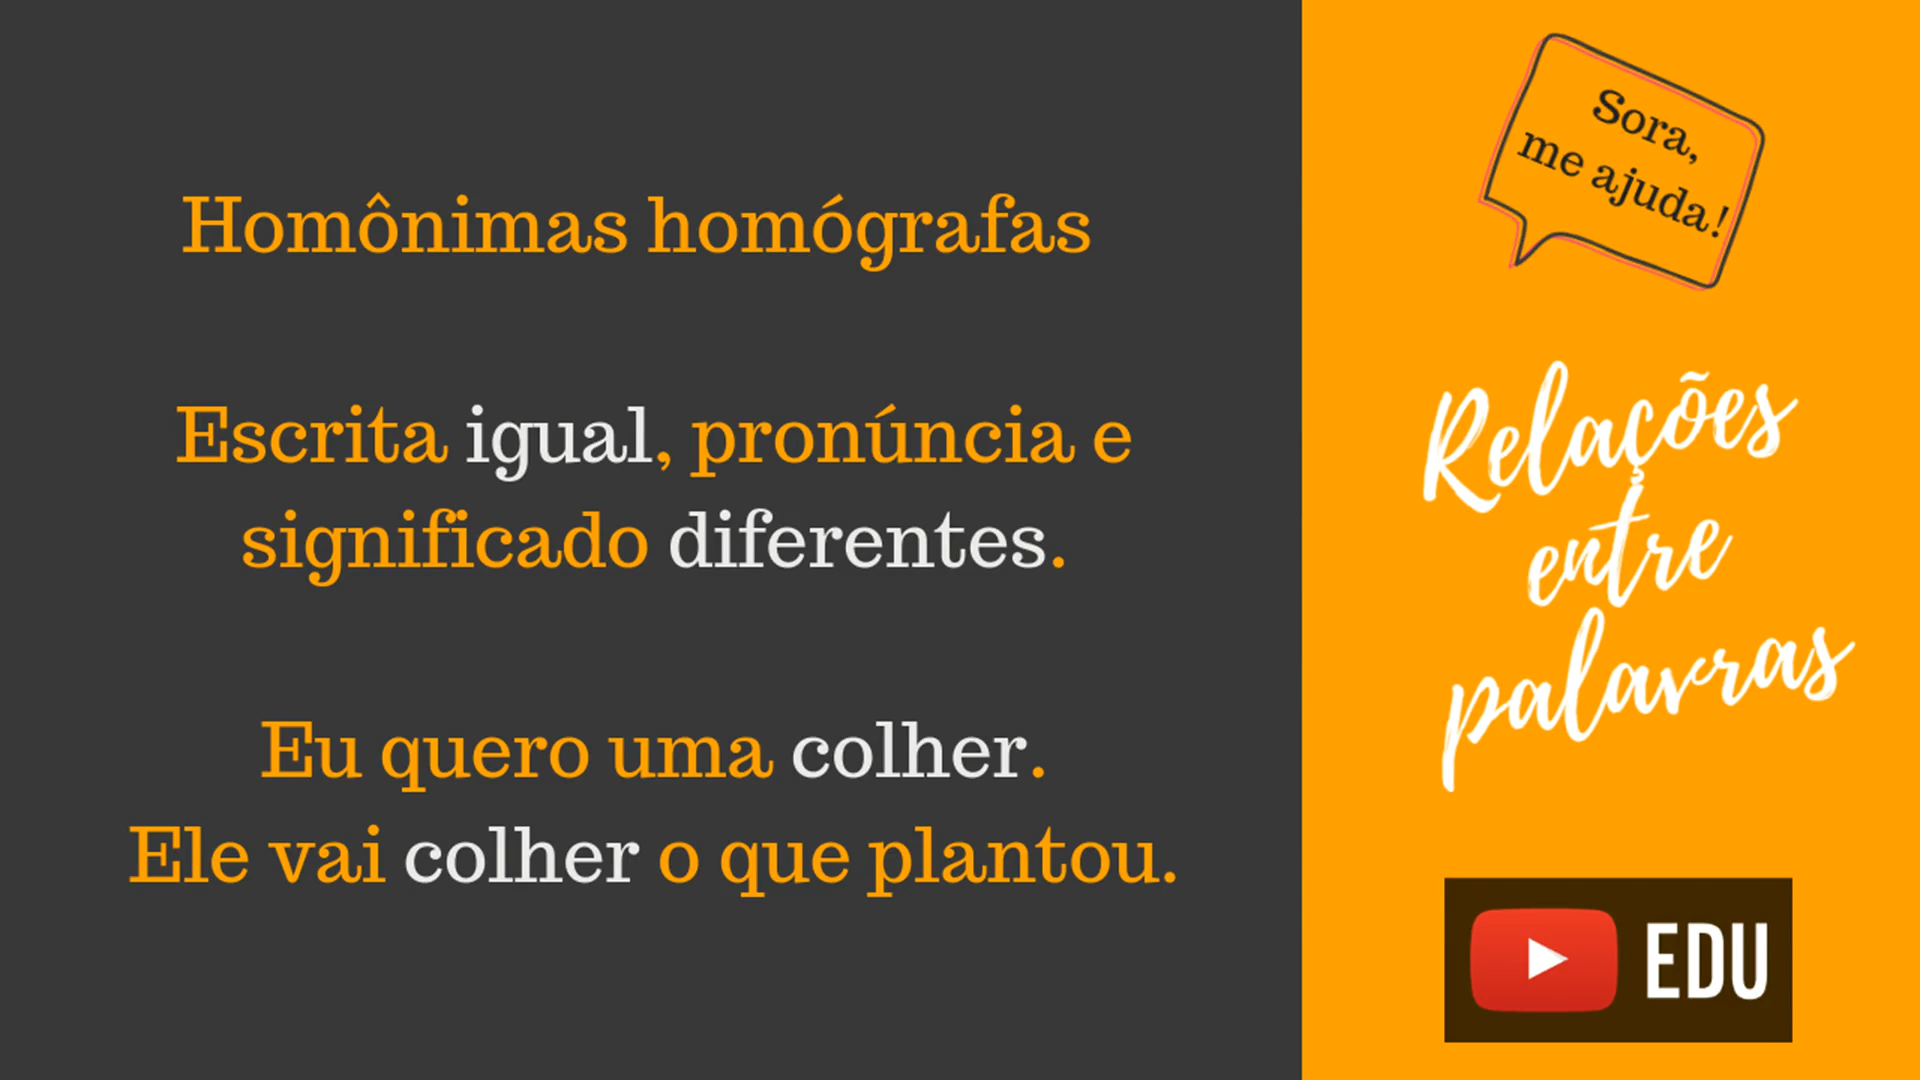 Homônimas homógrafas
Escrita igual, pronúncia e
significado diferentes.
Eu quero uma colher.
Ele vai colher o que plantou.
Sora,
me ajuda!
Relações
entre
palavras
EDU